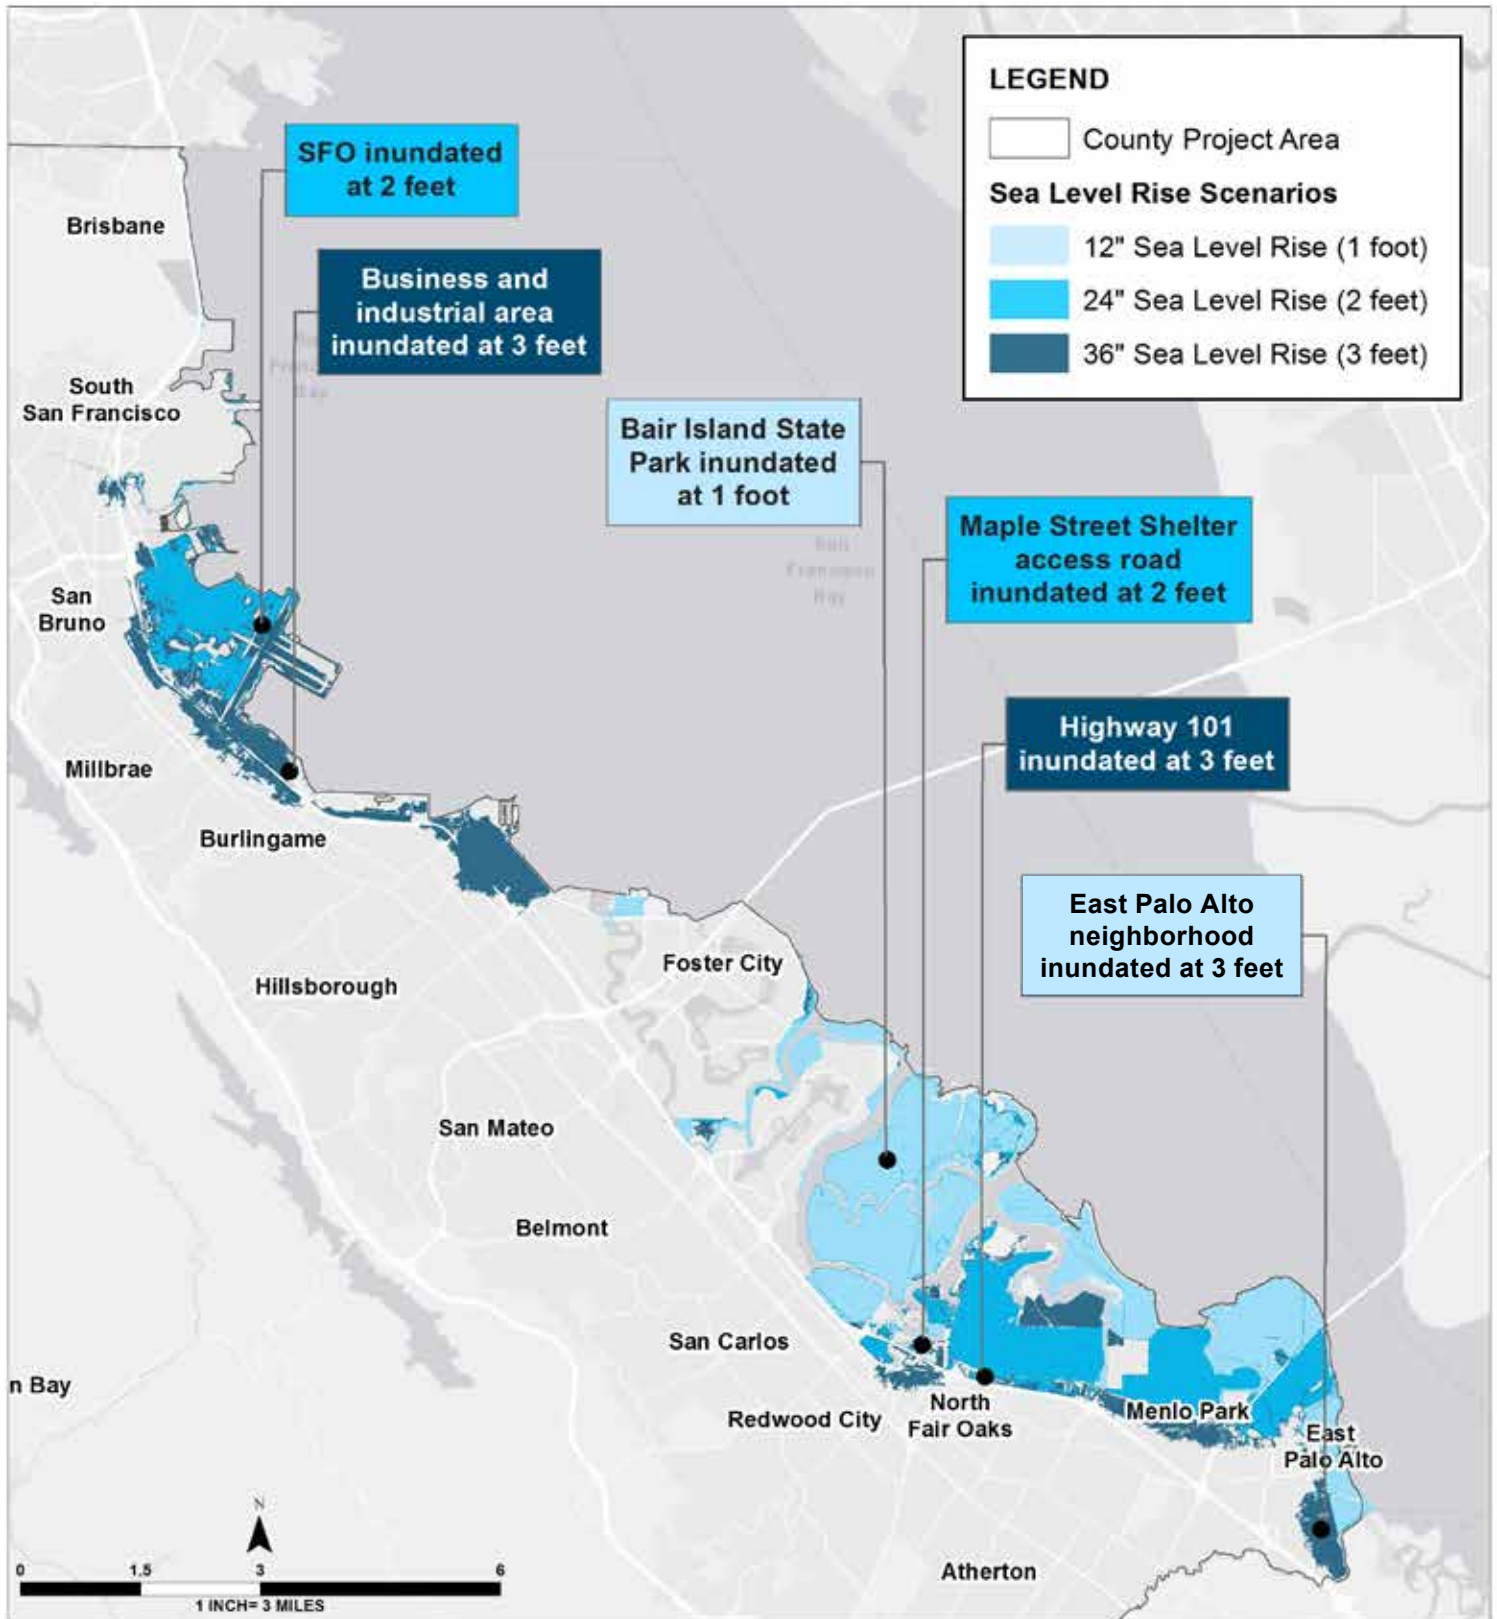 LEGEND
County Project Area
Sea Level Rise Scenarios
12" Sea Level Rise (1 foot)
24" Sea Level Rise (2 feet)
36" Sea Level Rise (3 feet)
SFO inundated
at 2 feet
Brisbane
Business and
industrial area
inundated at 3 feet
South
San Francisco
Bair Island State
Park inundated
at 1 foot
Maple Street Shelter
access road
inundated at 2 feet
San
Francisco
Bay
San
Bruno
Highway 101
inundated at 3 feet
Millbrae
Burlingame
East Palo Alto
neighborhood
inundated at 3 feet
Foster City
Hillsborough
San Mateo
Belmont
San Carlos
n Bay
Redwood City
North
Fair Oaks
Menlo Park
East
Palo Alto
Atherton
N
0 1.5 3 6
1 INCH= 3 MILES